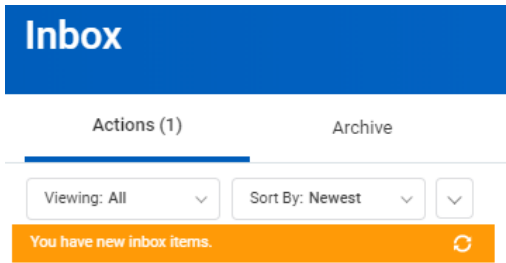 Inbox
Actions (1) Archive
Viewing: All Sort By: Newest
You have new inbox items.